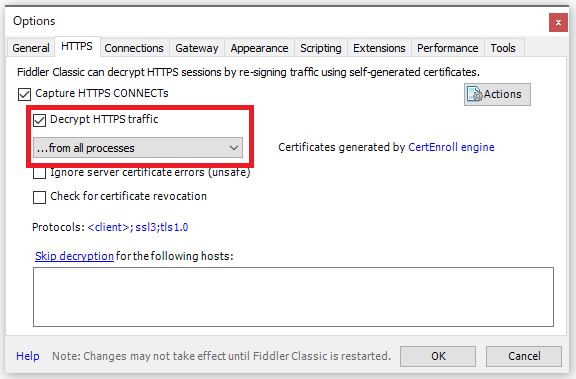 Options
x
General HTTPS Connections Gateway Appearance Scripting Extensions Performance Tools
Fiddler Classic can decrypt HTTPS sessions by re-signing traffic using self-generated certificates.
Capture HTTPS CONNECTs
Actions
Decrypt HTTPS traffic
...from all processes
Certificates generated by CertEnroll engine
Ignore server certificate errors (unsafe)
Check for certificate revocation
Protocols: <client>;ssl3;tls1.0
Skip decryption for the following hosts:
Help Note: Changes may not take effect until Fiddler Classic is restarted. OK Cancel